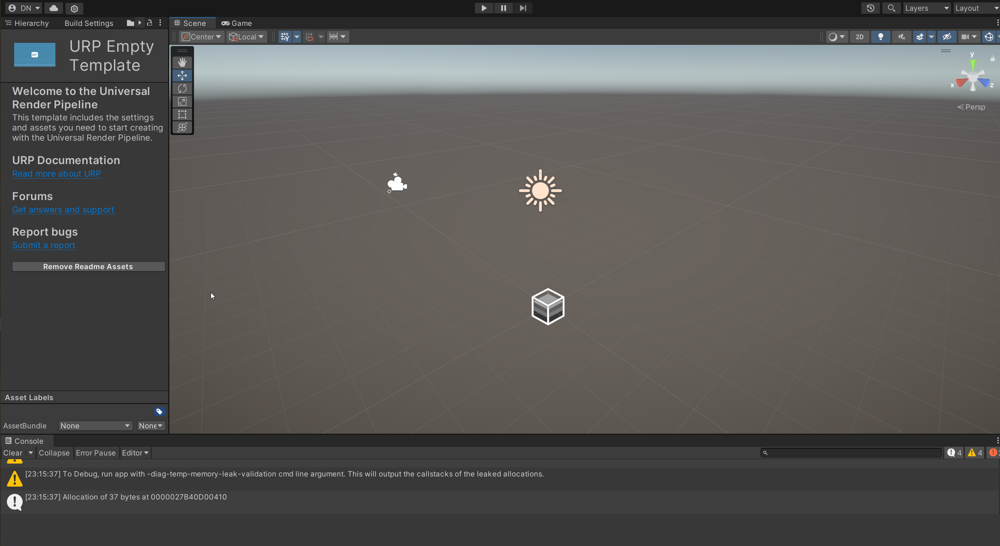 DN
Layers
Layout
Hierarchy
Build Settings
Scene
Game
Center
Local
2D
URP Empty
Template
y
x
z
Persp
Welcome to the Universal
Render Pipeline
This template includes the settings
and assets you need to start creating
with the Universal Render Pipeline.
URP Documentation
Read more about URP
Forums
Get answers and support
Report bugs
Submit a report
Remove Readme Assets
Asset Labels
AssetBundle
None
None
Console
Clear
Collapse
Error Pause
Editor
4
4
[23:15:37] To Debug, run app with -diag-temp-memory-leak-validation cmd line argument. This will output the callstacks of the leaked allocations.
[23:15:37] Allocation of 37 bytes at 0000027B40D00410